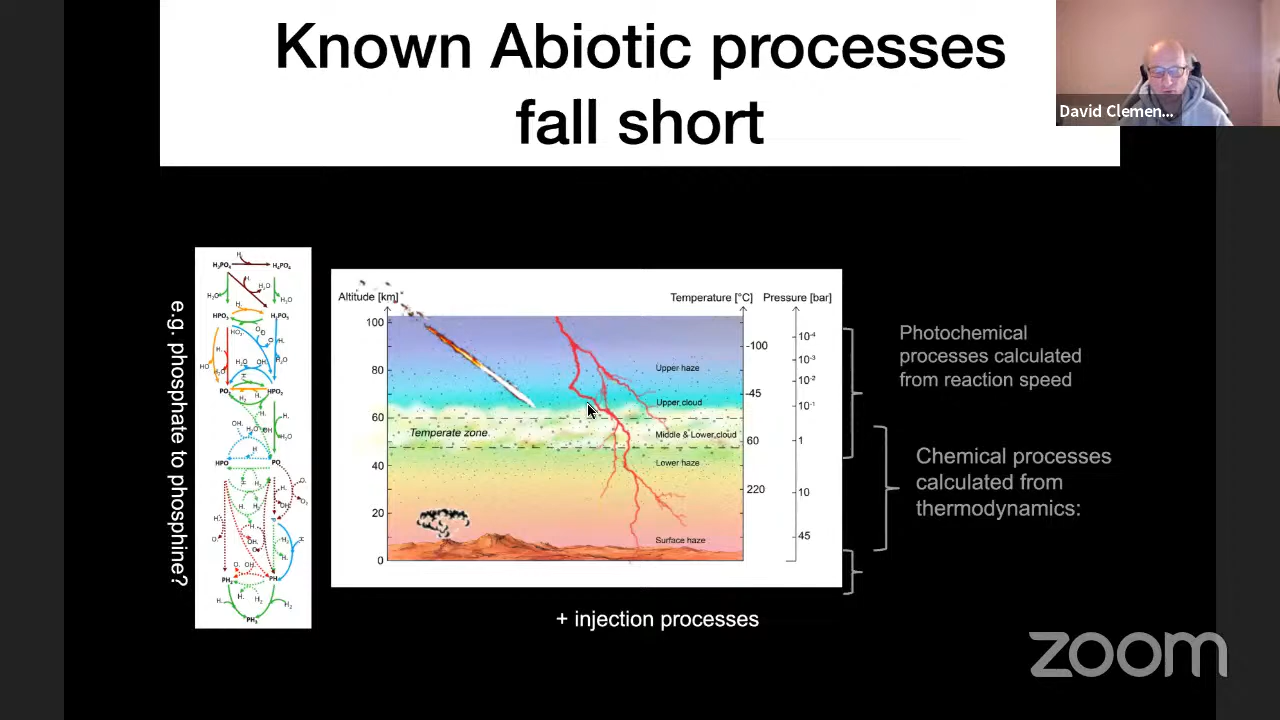 Known Abiotic processes
fall short
David Clemen...
e.g. phosphate to phosphine?
Altitude [km]
Temperature [°C]
Pressure [bar]
100
80
60
40
20
0
Upper haze
Upper cloud
Temperate zone
Middle & Lower cloud
Lower haze
Surface haze
-100
-45
60
220
10⁻⁴
10⁻³
10⁻²
10⁻¹
1
10
45
Photochemical
processes calculated
from reaction speed
Chemical processes
calculated from
thermodynamics:
+ injection processes
zoom